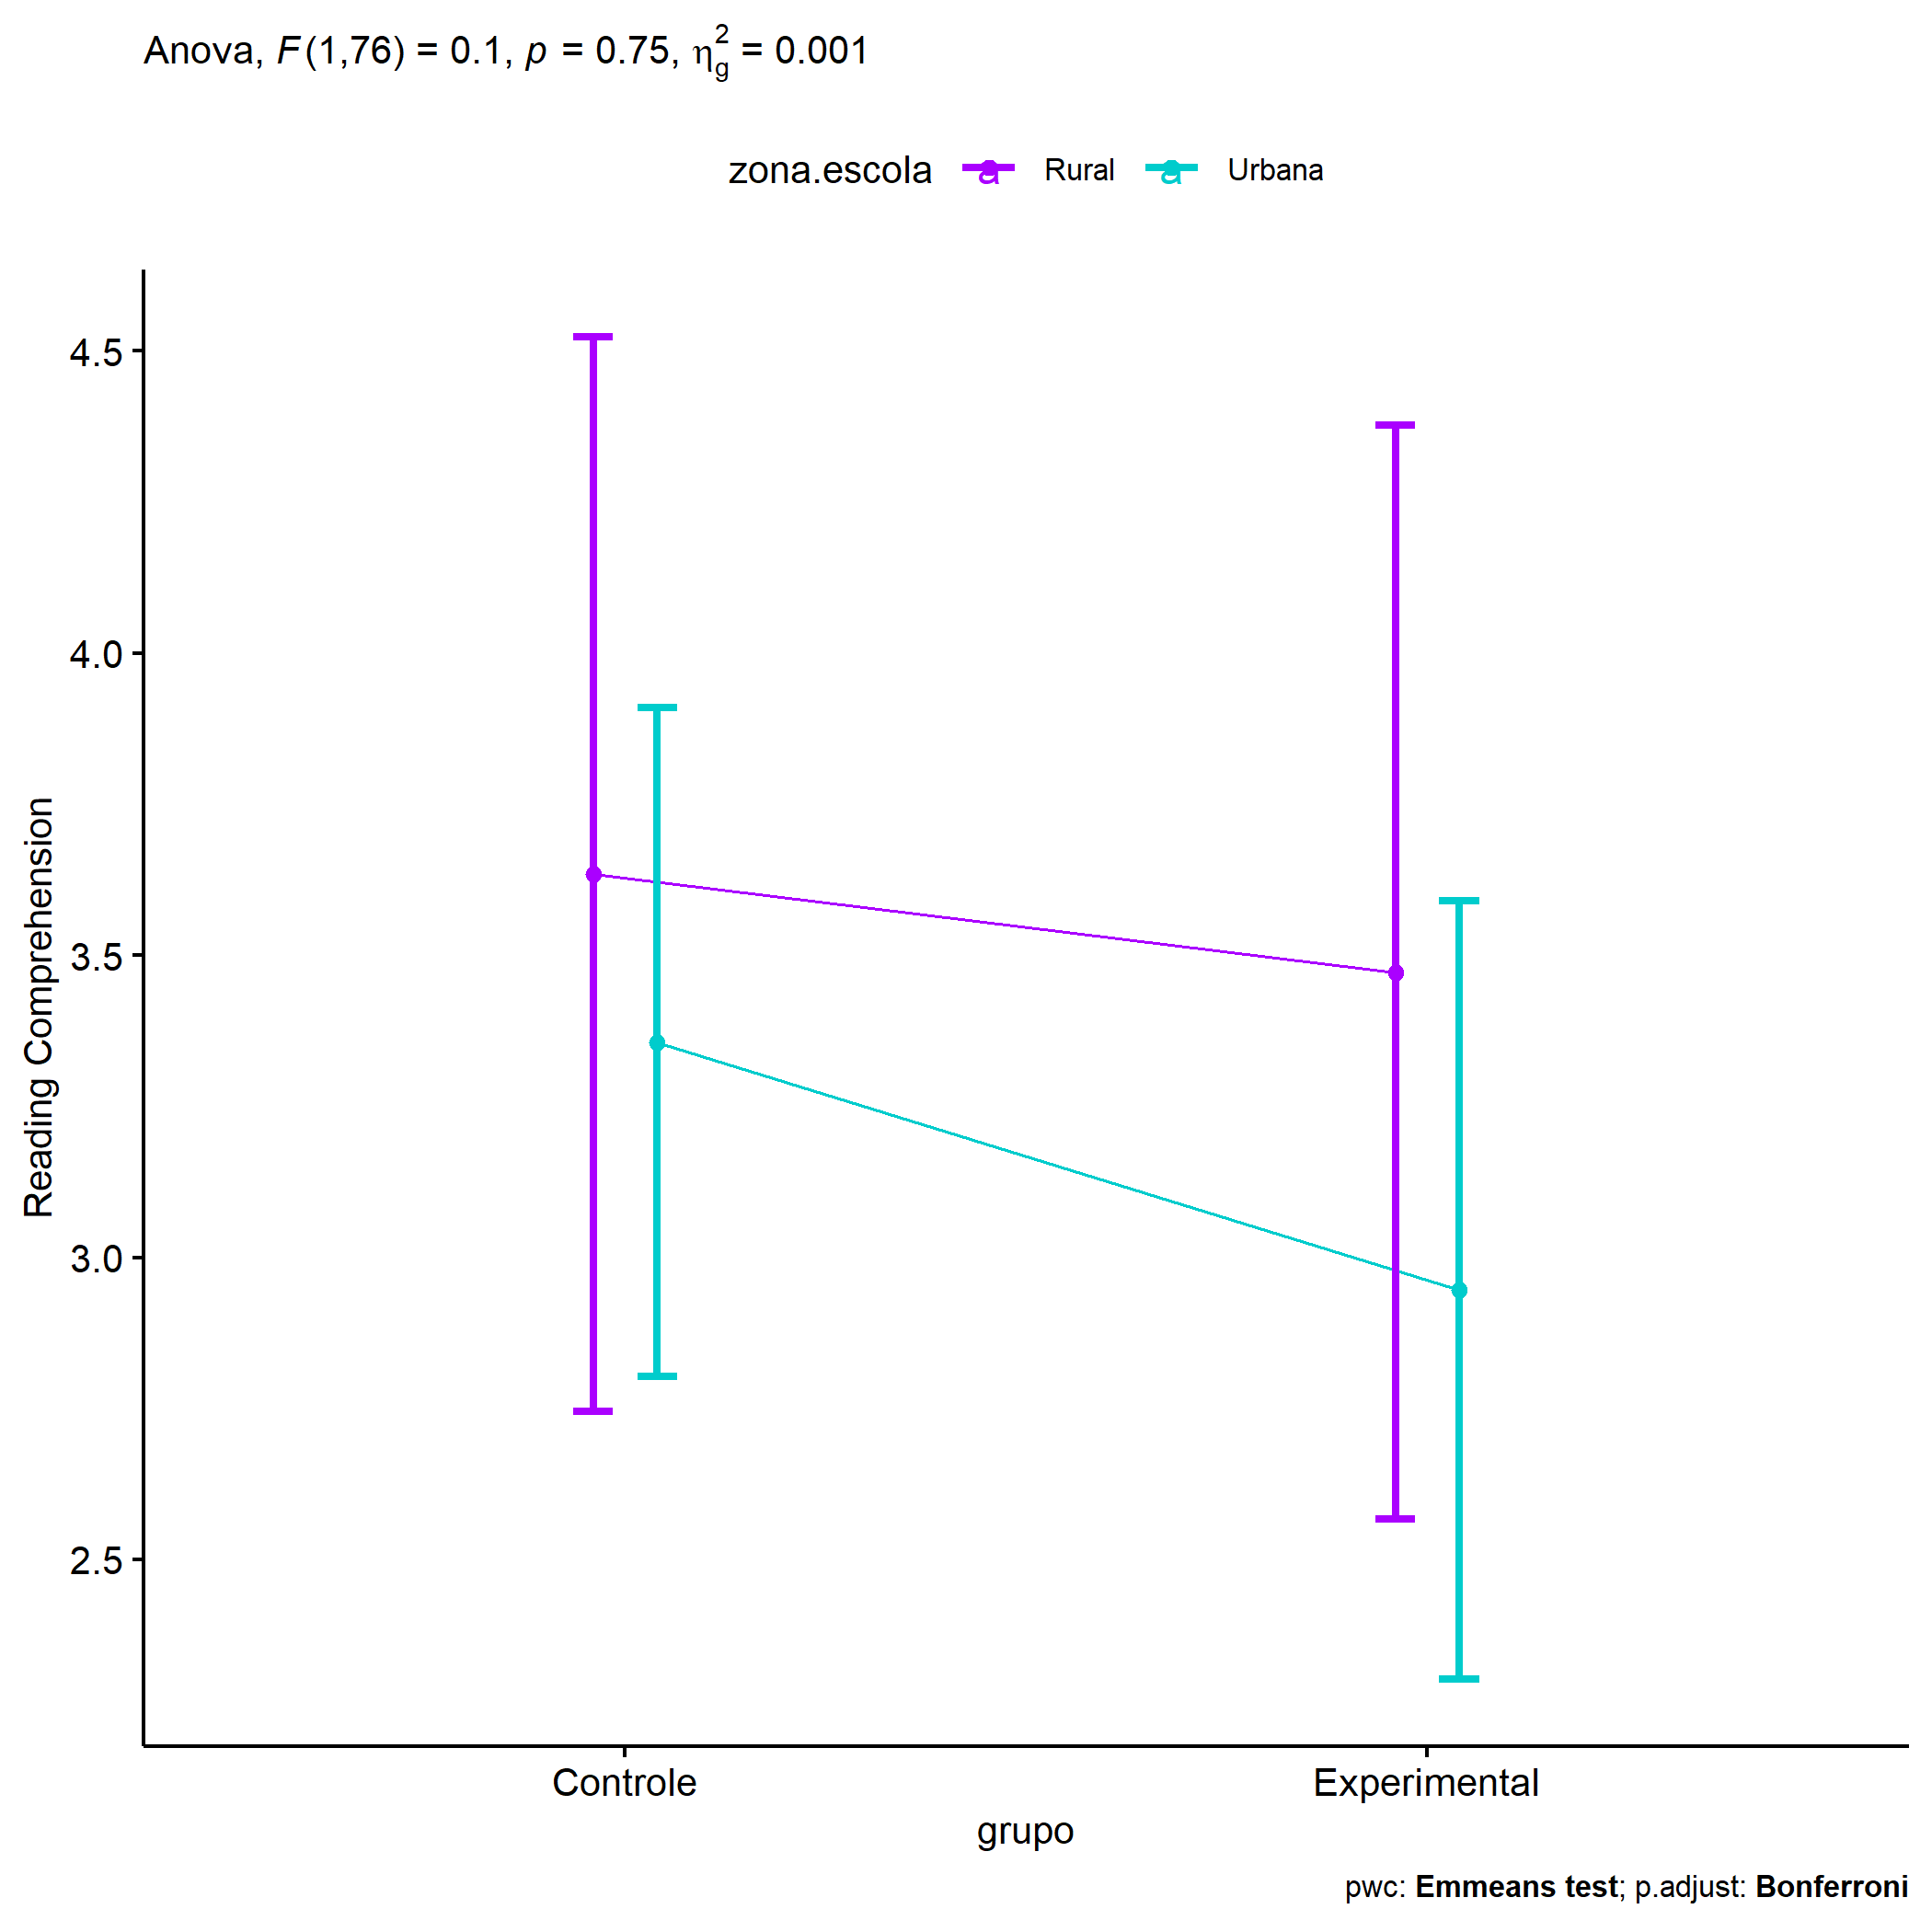 Anova, F(1,76) = 0.1, p = 0.75, η²g = 0.001
zona.escola a Rural a Urbana
4.5
4.0
3.5
3.0
2.5
Reading Comprehension
Controle Experimental
grupo
pwc: Emmeans test; p.adjust: Bonferroni